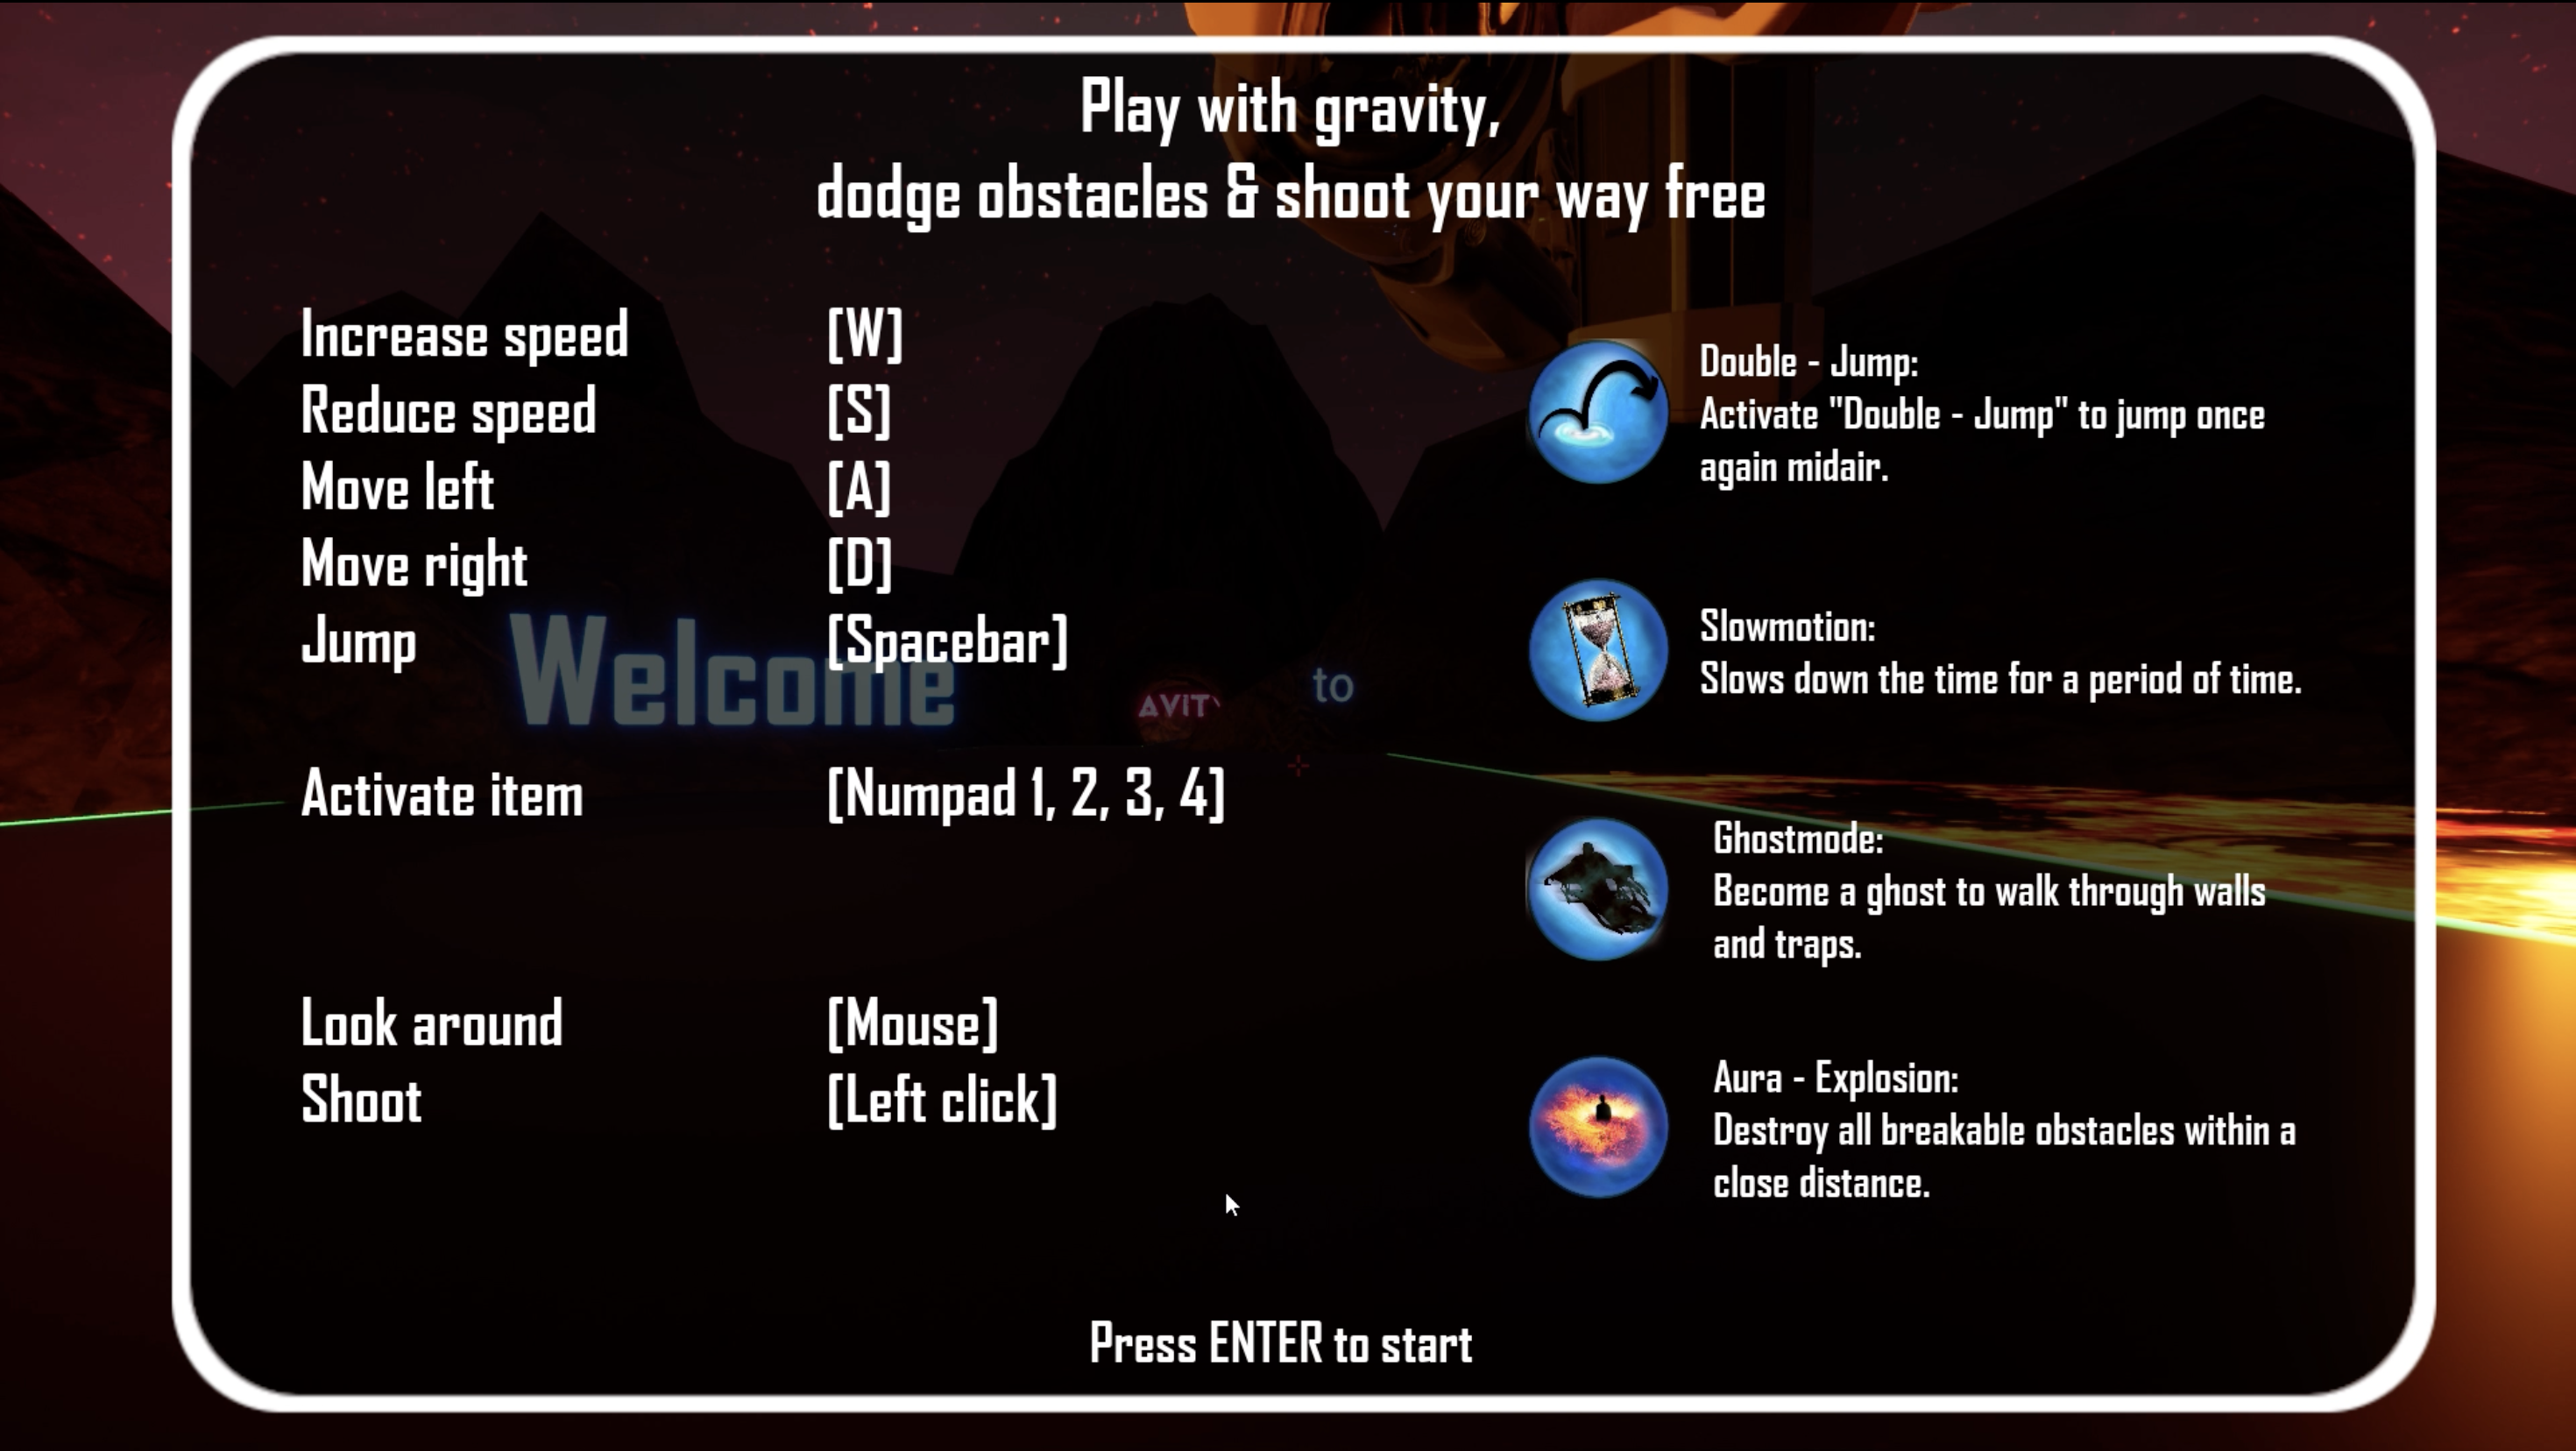 Play with gravity,
dodge obstacles & shoot your way free
Increase speed [W]
Reduce speed [S]
Move left [A]
Move right [D]
Jump [Spacebar]
Welcome
AVIT
to
Activate item [Numpad 1, 2, 3, 4]
Look around [Mouse]
Shoot [Left click]
Double - Jump:
Activate "Double - Jump" to jump once
again midair.
Slowmotion:
Slows down the time for a period of time.
Ghostmode:
Become a ghost to walk through walls
and traps.
Aura - Explosion:
Destroy all breakable obstacles within a
close distance.
Press ENTER to start